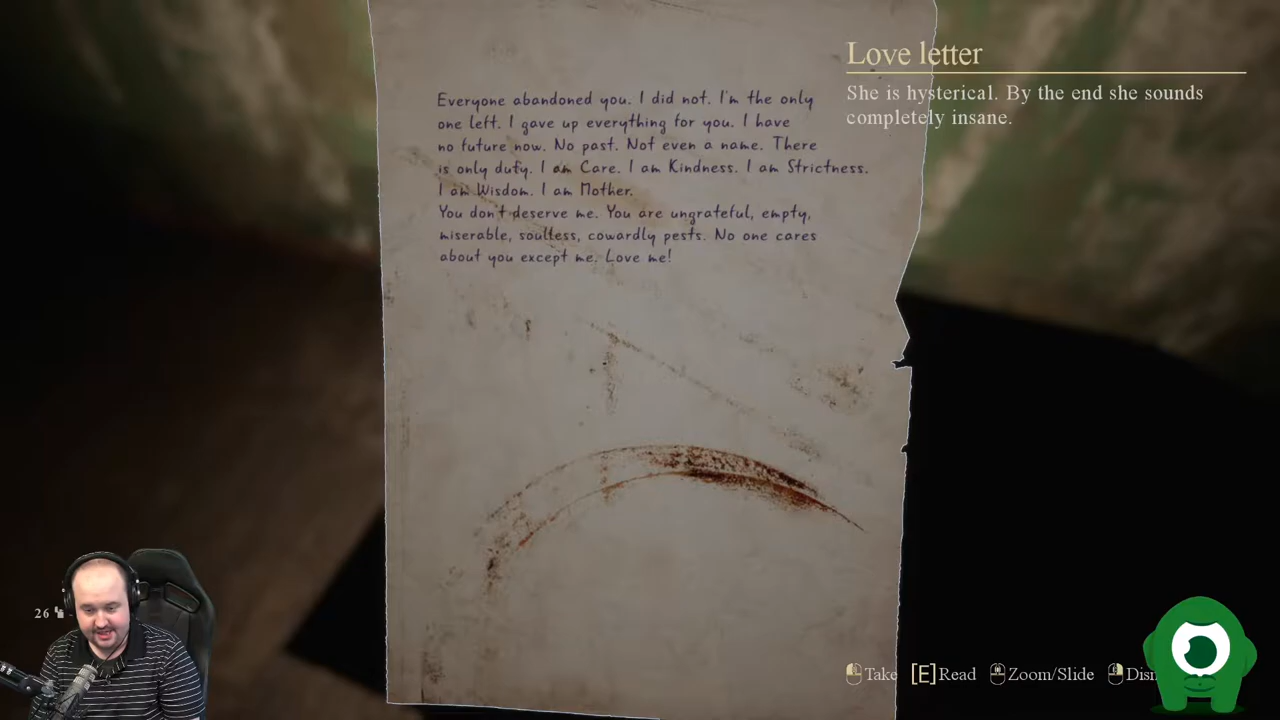 Love letter
She is hysterical. By the end she sounds
completely insane.
Everyone abandoned you. I did not. I'm the only
one left. I gave up everything for you. I have
no future now. No past. Not even a name. There
is only duty. I am Care. I am Kindness. I am Strictness.
I am Wisdom. I am Mother.
You don't deserve me. You are ungrateful, empty,
miserable, soulless, cowardly pests. No one cares
about you except me. Love me!
26
Take [E]Read Zoom/Slide